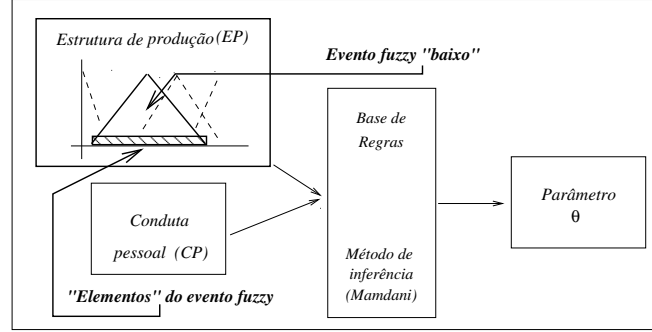 Estrutura de produção(EP)
Evento fuzzy "baixo"
Base de
Regras
Método de
inferência
(Mamdani)
Parâmetro
θ
Conduta
pessoal (CP)
"Elementos" do evento fuzzy